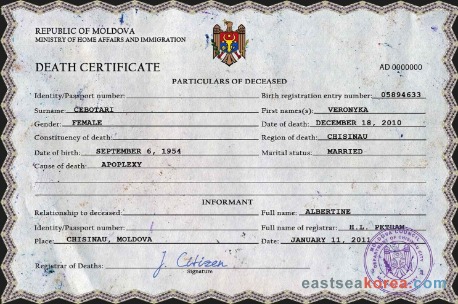 REPUBLIC OF MOLDOVA
MINISTRY OF HOME AFFAIRS AND IMMIGRATION
DEATH CERTIFICATE
AD 0000000
PARTICULARS OF DECEASED
Identity/Passport number: Birth registration entry number: 05894633
Surname: ČEBOTARI First names(s): VERONYKA
Gender: FEMALE Date of death: DECEMBER 18, 2010
Constituency of death: Region of death: CHISINAU
Date of birth: SEPTEMBER 6, 1954 Marital status: MARRIED
Cause of death: APOPLEXY
INFORMANT
Relationship to deceased: Full name: ALBERTINE
Identity/Passport number: Full name of registrar: H.L.
Place: CHISINAU, MOLDOVA Date: JANUARY 11, 2011
Registrar of Deaths: J. Citizen
Signature
eastseakorea.com